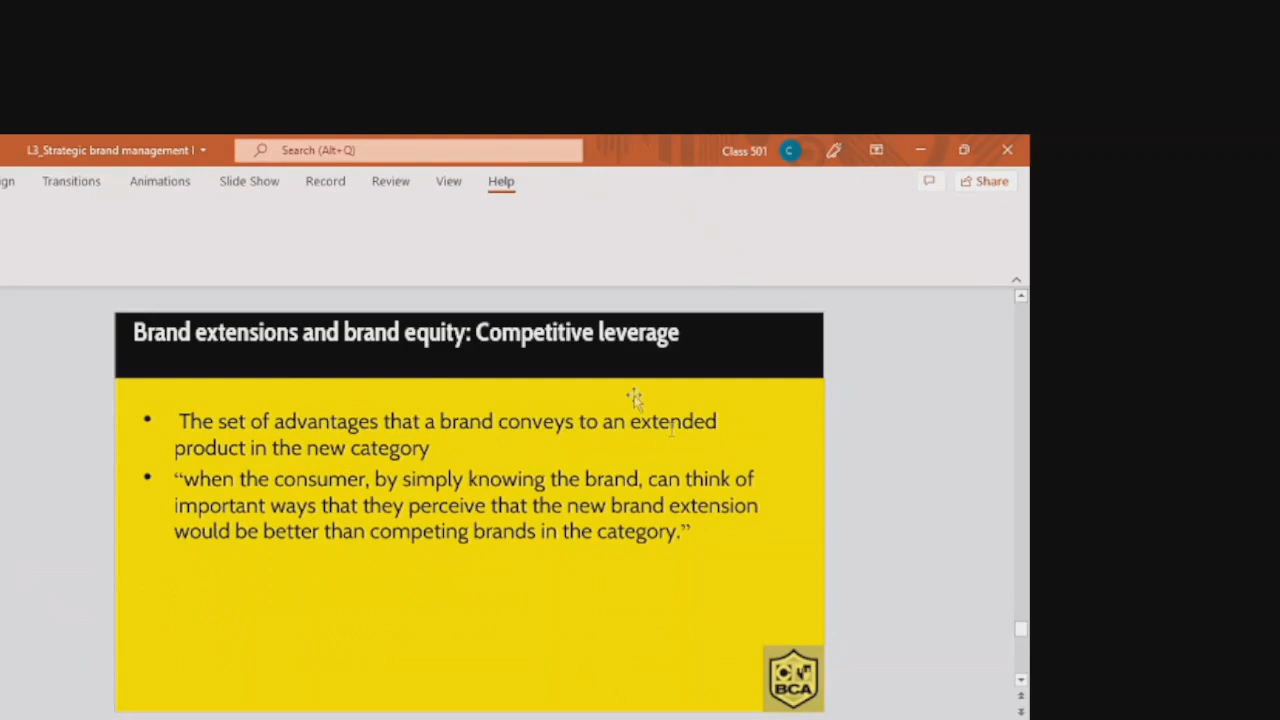 L3_Strategic brand management
Search (Alt+Q)
Class 501
C
gn
Transitions
Animations
Slide Show
Record
Review
View
Help
Share
Brand extensions and brand equity: Competitive leverage
• The set of advantages that a brand conveys to an extended
product in the new category
• “when the consumer, by simply knowing the brand, can think of
important ways that they perceive that the new brand extension
would be better than competing brands in the category.”
BCA